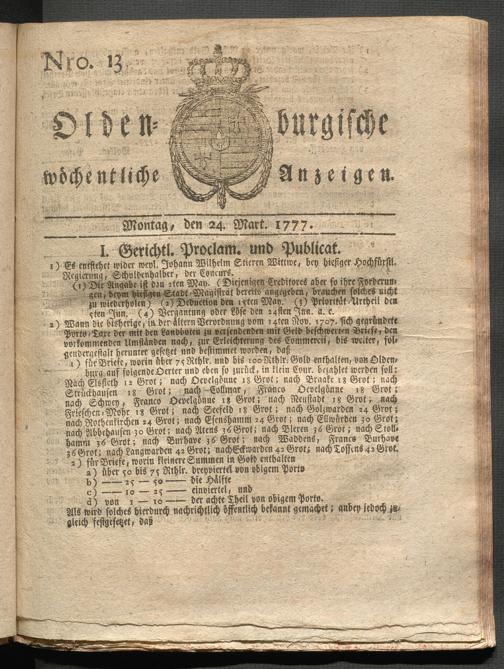 Nro. 13.
Olden= burgische
wöchentliche Anzeigen.
Montag, den 24. Mart. 1777.
I. Gerichtl. Proclam. und Publicat.
1) Es entstehet wider weyl. Johann Wilhelm Stieren Wittwe, bey hiesiger Hochfürstl.
Regierung, Schuldenhalber, der Concurs.
(1) Die Angabe ist den 2ten May. (Diejenigen Creditores aber so ihre Forderun=
gen, beym hiesigen Stadt=Magistrat bereits angegeben, brauchen solches nicht
zu wiederholen) (2) Deduction den 15ten May. (3) Prioritát=Urtheil den
5ten Jun. (4) Vergantung oder Löse den 24sten Jun. a. c.
2) Wann die bisherige, in der ältern Verordnung vom 14ten Nov. 1707. sich gegründete
Porto=Taxe der mit den Landboten zu versendenden mit Geld beschwerten Briefe, den
vorkommenden Umständen nach, zur Erleichterung des Commercii, bis weiter, fol=
gendergestalt herunter gesetzt und bestimmet worden, daß
1) für Briefe, worin über 75 Rthlr. und bis 100 Rthlr. Gold enthalten, von Olden=
burg auf folgende Oerter und eben so zurück, in klein Cour. bezahlet werden soll:
Nach Elsfleth 12 Grot; nach Oevelgönne 18 Grot; nach Braake 18 Grot; nach
Strückhausen 18 Grot; nach Collmar, Franco Oevelgönne 18 Grot;
nach Schwey, Franco Oevelgönne 18 Grot; nach Neustadt 18 Grot; nach
Frieschen=Mohr 18 Grot; nach Seefeld 18 Grot; nach Golzwarden 24 Grot;
nach Rothenkirchen 24 Grot; nach Esenshamm 24 Grot; nach Ellwürden 30 Grot;
nach Abbehausen 30 Grot; nach Atens 36 Grot; nach Blexen 36 Grot; nach Stoll=
hamm 36 Grot; nach Burhave 36 Grot; nach Waddens, Franco Burhave
36 Grot; nach Langwarden 42 Grot; nach Eckwarden 42 Grot; nach Tossens 42 Grot.
2) für Briefe, worin kleinere Summen in Gold enthalten
a) über 50 bis 75 Rthlr. dreyviertel von obigem Porto
b) — 25 — 50 — die Hälfte
c) — 10 — 25 — einviertel, und
d) von 1 — 10 — der achte Theil von obigem Porto.
Als wird solches hierdurch nachrichtlich öffentlich bekannt gemachet; anbey jedoch zu=
gleich festgesetzet, daß